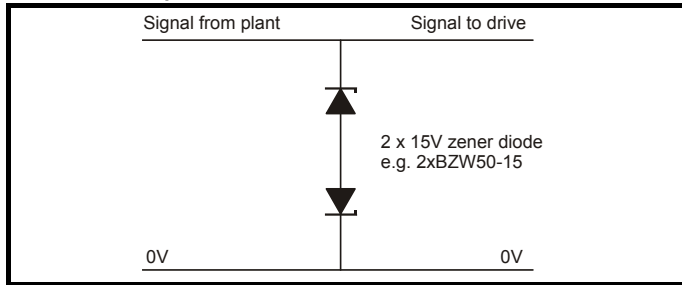 Signal from plant Signal to drive
2 x 15V zener diode
e.g. 2xBZW50-15
0V 0V